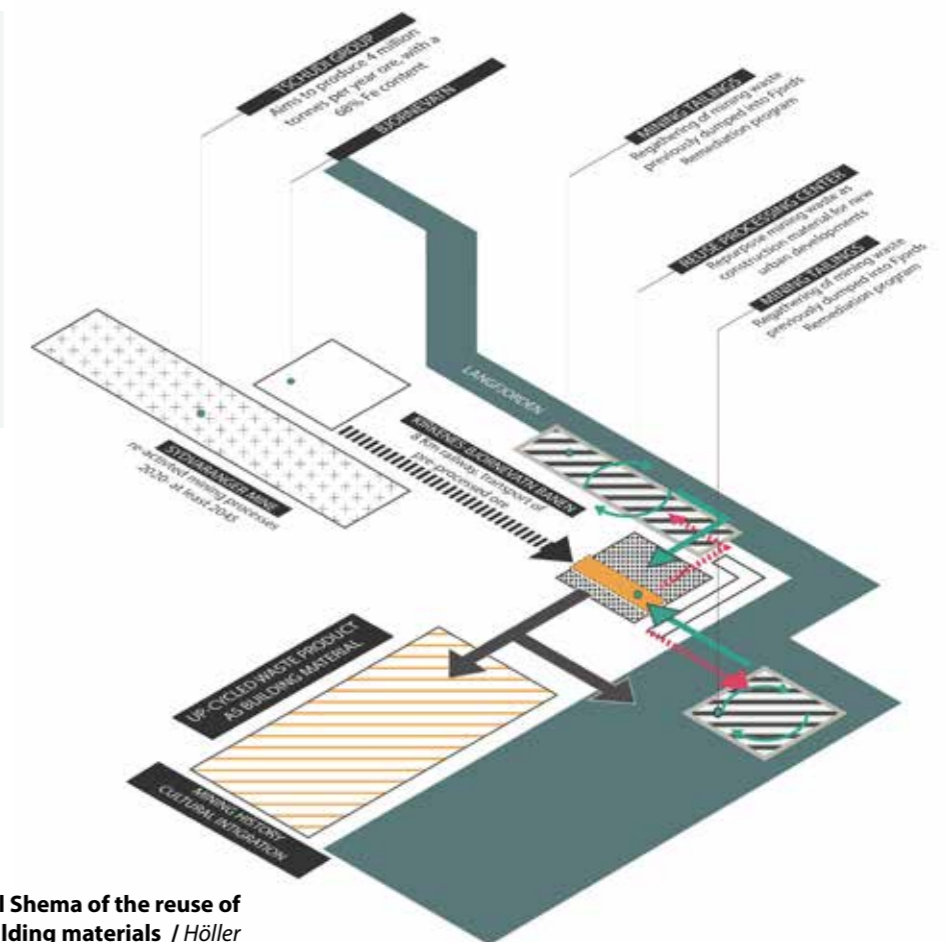 TSCHUDI GROUP
Aims to produce 4 million
tonnes per year ore, with a
68% Fe content
BJORNEVATN
MINING TAILINGS
Regathering of mining waste
previously dumped into Fjords
Remediation program
REUSE PROCESSING CENTER
Repurpose mining waste as
construction material for new
urban developments
MINING TAILINGS
Regathering of mining waste
previously dumped into Fjords
Remediation program
LANGFJORDEN
KIRKENES-BJORNEVATN BANEN
8 Km railway, Transport of
pre-processed ore
SYDVARANGER MINE
re-activted mining processes
2020- at least 2045
UP-CYCLED WASTE PRODUCT
AS BUILDING MATERIAL
MINING HISTORY
CULTURAL INTIGRATION
l Shema of the reuse of
lding materials / Höller